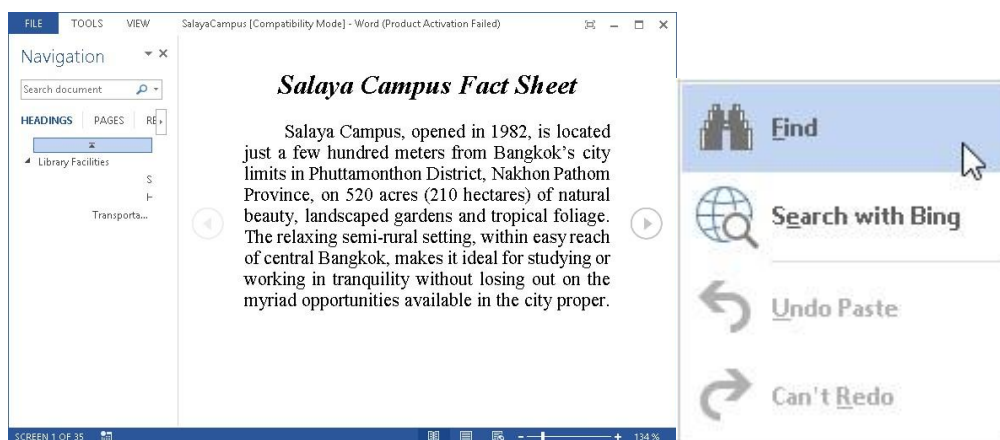 FILE TOOLS VIEW SalayaCampus [Compatibility Mode] - Word (Product Activation Failed)
Navigation
Search document
HEADINGS PAGES RE
Library Facilities
S
H
Transporta...
Salaya Campus Fact Sheet
Salaya Campus, opened in 1982, is located
just a few hundred meters from Bangkok's city
limits in Phuttamonthon District, Nakhon Pathom
Province, on 520 acres (210 hectares) of natural
beauty, landscaped gardens and tropical foliage.
The relaxing semi-rural setting, within easy reach
of central Bangkok, makes it ideal for studying or
working in tranquility without losing out on the
myriad opportunities available in the city proper.
SCREEN 1 OF 35 134 %
Find
Search with Bing
Undo Paste
Can't Redo